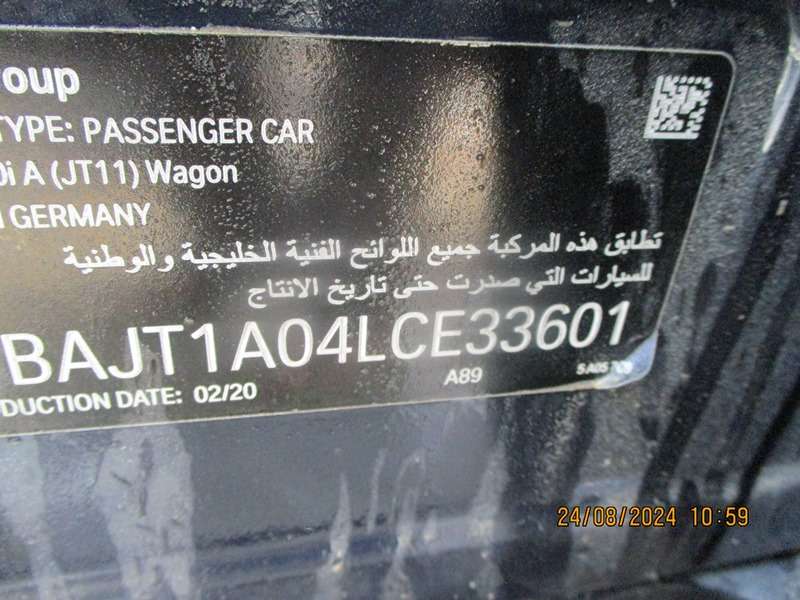 oup
TYPE: PASSENGER CAR
0i A (JT11) Wagon
GERMANY
تطابق هذه المركبة جميع اللوائح الفنية الخليجية والوطنية
للسيارات التي صدرت حتى تاريخ الانتاج
BAJT1A04LCE33601
DUCTION DATE: 02/20
A89
24/08/2024 10:59